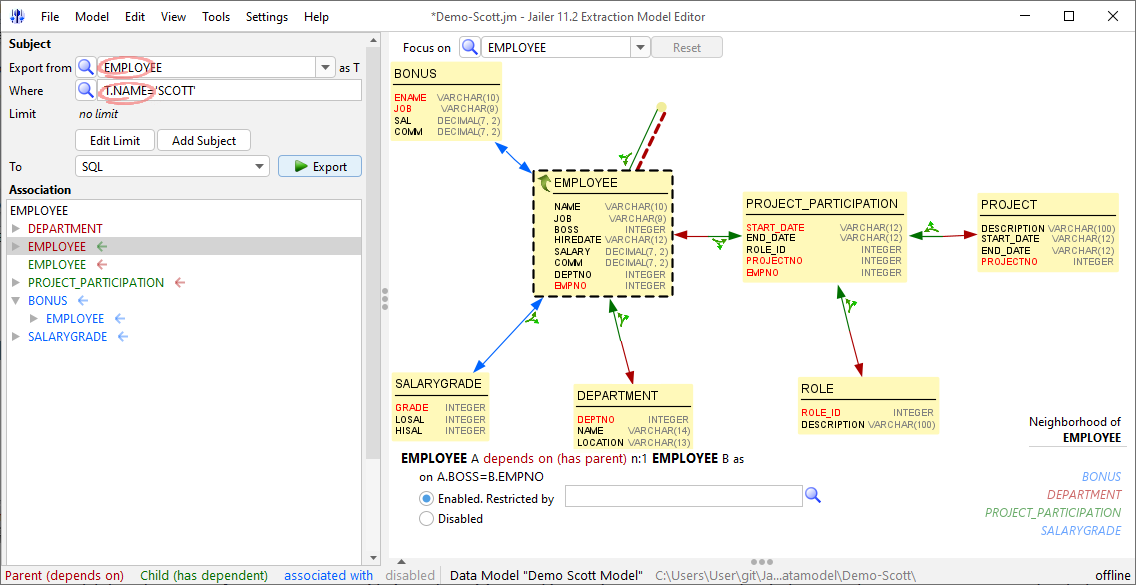 File Model Edit View Tools Settings Help *Demo-Scott.jm - Jailer 11.2 Extraction Model Editor
Subject
Export from EMPLOYEE as T
Where T.NAME='SCOTT'
Limit no limit
Edit Limit Add Subject
To SQL Export
Association
EMPLOYEE
DEPARTMENT
EMPLOYEE
EMPLOYEE
PROJECT_PARTICIPATION
BONUS
EMPLOYEE
SALARYGRADE
Focus on EMPLOYEE Reset
BONUS
ENAME VARCHAR(10)
JOB VARCHAR(9)
SAL DECIMAL(7, 2)
COMM DECIMAL(7, 2)
EMPLOYEE
NAME VARCHAR(10)
JOB VARCHAR(9)
BOSS INTEGER
HIREDATE VARCHAR(12)
SALARY DECIMAL(7, 2)
COMM DECIMAL(7, 2)
DEPTNO INTEGER
EMPNO INTEGER
PROJECT_PARTICIPATION
START_DATE VARCHAR(12)
END_DATE VARCHAR(12)
ROLE_ID INTEGER
PROJECTNO INTEGER
EMPNO INTEGER
PROJECT
DESCRIPTION VARCHAR(100)
START_DATE VARCHAR(12)
END_DATE VARCHAR(12)
PROJECTNO INTEGER
SALARYGRADE
GRADE INTEGER
LOSAL INTEGER
HISAL INTEGER
DEPARTMENT
DEPTNO INTEGER
NAME VARCHAR(14)
LOCATION VARCHAR(13)
ROLE
ROLE_ID INTEGER
DESCRIPTION VARCHAR(100)
Neighborhood of
EMPLOYEE
BONUS
DEPARTMENT
PROJECT_PARTICIPATION
SALARYGRADE
EMPLOYEE A depends on (has parent) n:1 EMPLOYEE B as
on A.BOSS=B.EMPNO
Enabled. Restricted by
Disabled
Parent (depends on) Child (has dependent) associated with disabled Data Model "Demo Scott Model" C:\Users\User\git\Ja...atamodel\Demo-Scott\ offline